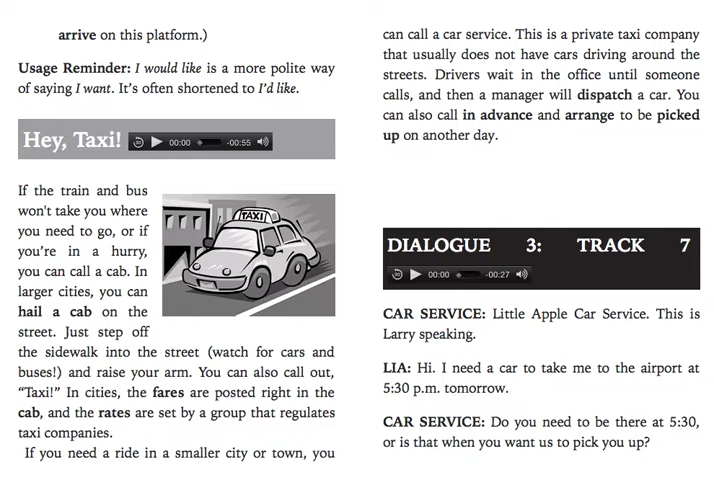 arrive on this platform.)
Usage Reminder: I would like is a more polite way
of saying I want. It's often shortened to I'd like.
Hey, Taxi! 30 00:00 -00:55
If the train and bus
won't take you where
you need to go, or if
you're in a hurry,
you can call a cab. In
larger cities, you can
hail a cab on the
street. Just step off
TAXI
the sidewalk into the street (watch for cars and
buses!) and raise your arm. You can also call out,
“Taxi!” In cities, the fares are posted right in the
cab, and the rates are set by a group that regulates
taxi companies.
If you need a ride in a smaller city or town, you
can call a car service. This is a private taxi company
that usually does not have cars driving around the
streets. Drivers wait in the office until someone
calls, and then a manager will dispatch a car. You
can also call in advance and arrange to be picked
up on another day.
DIALOGUE 3: TRACK 7
30 00:00 -00:27
CAR SERVICE: Little Apple Car Service. This is
Larry speaking.
LIA: Hi. I need a car to take me to the airport at
5:30 p.m. tomorrow.
CAR SERVICE: Do you need to be there at 5:30,
or is that when you want us to pick you up?